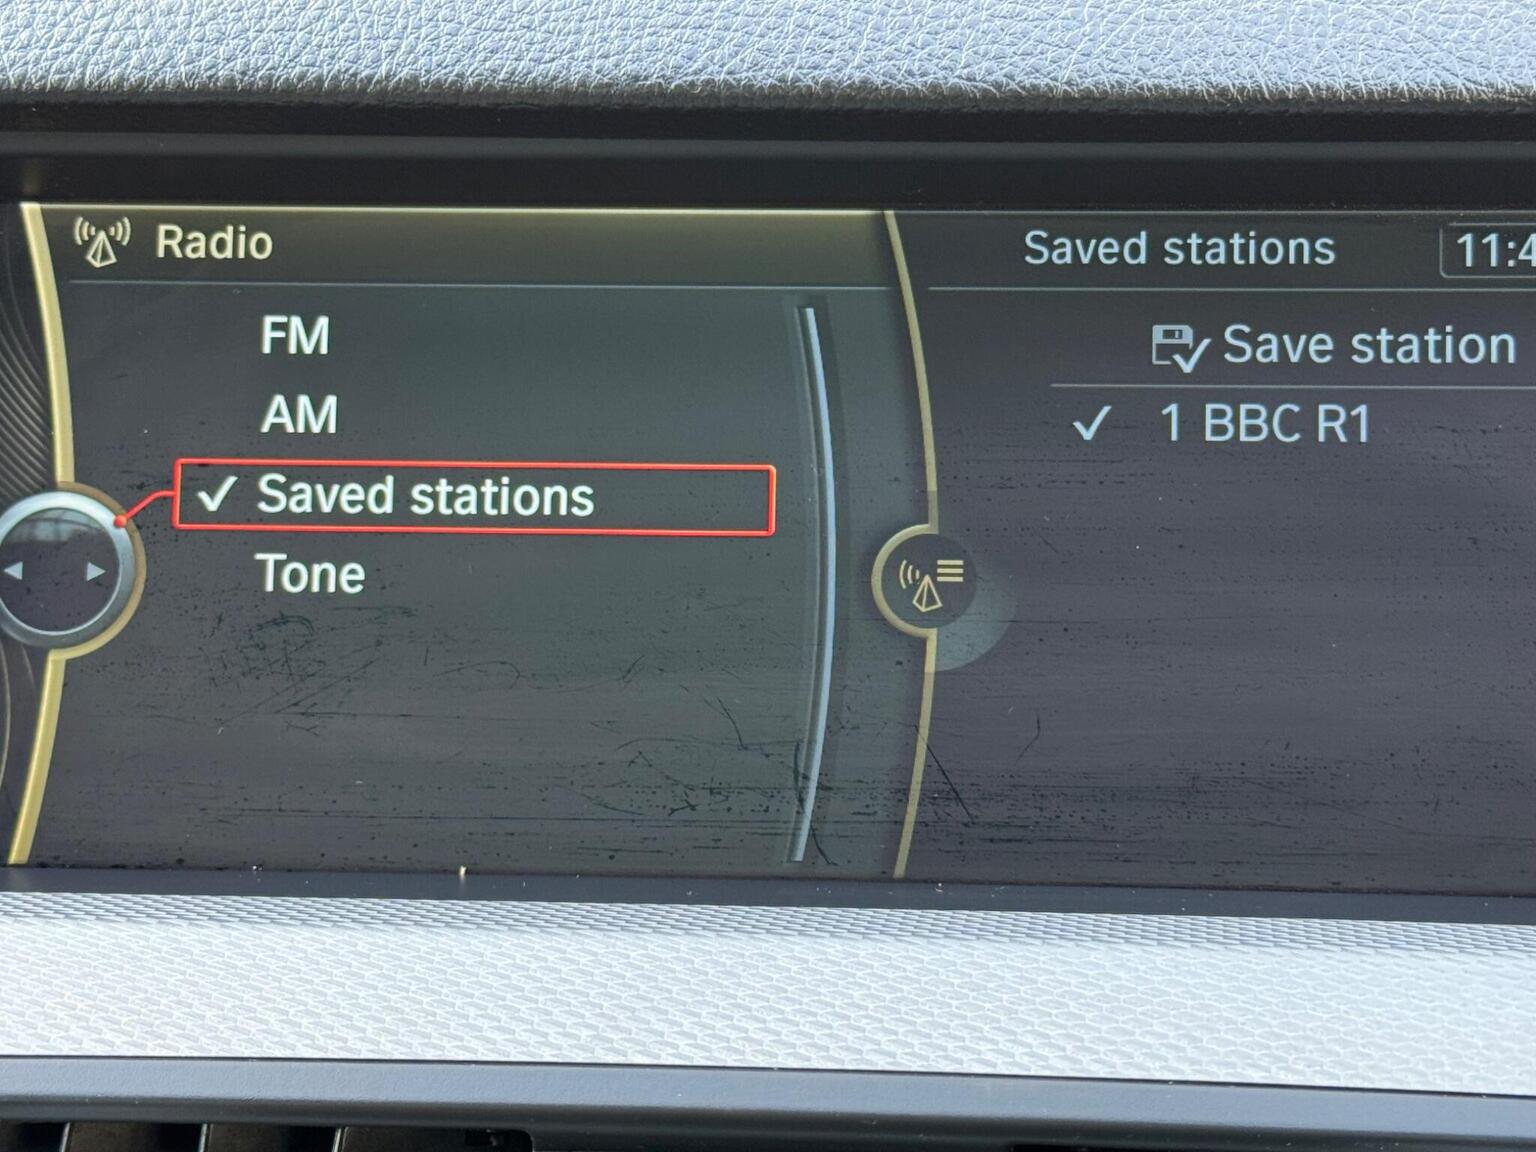 Radio
FM
AM
Saved stations
Tone
Saved stations
Save station
1 BBC R1